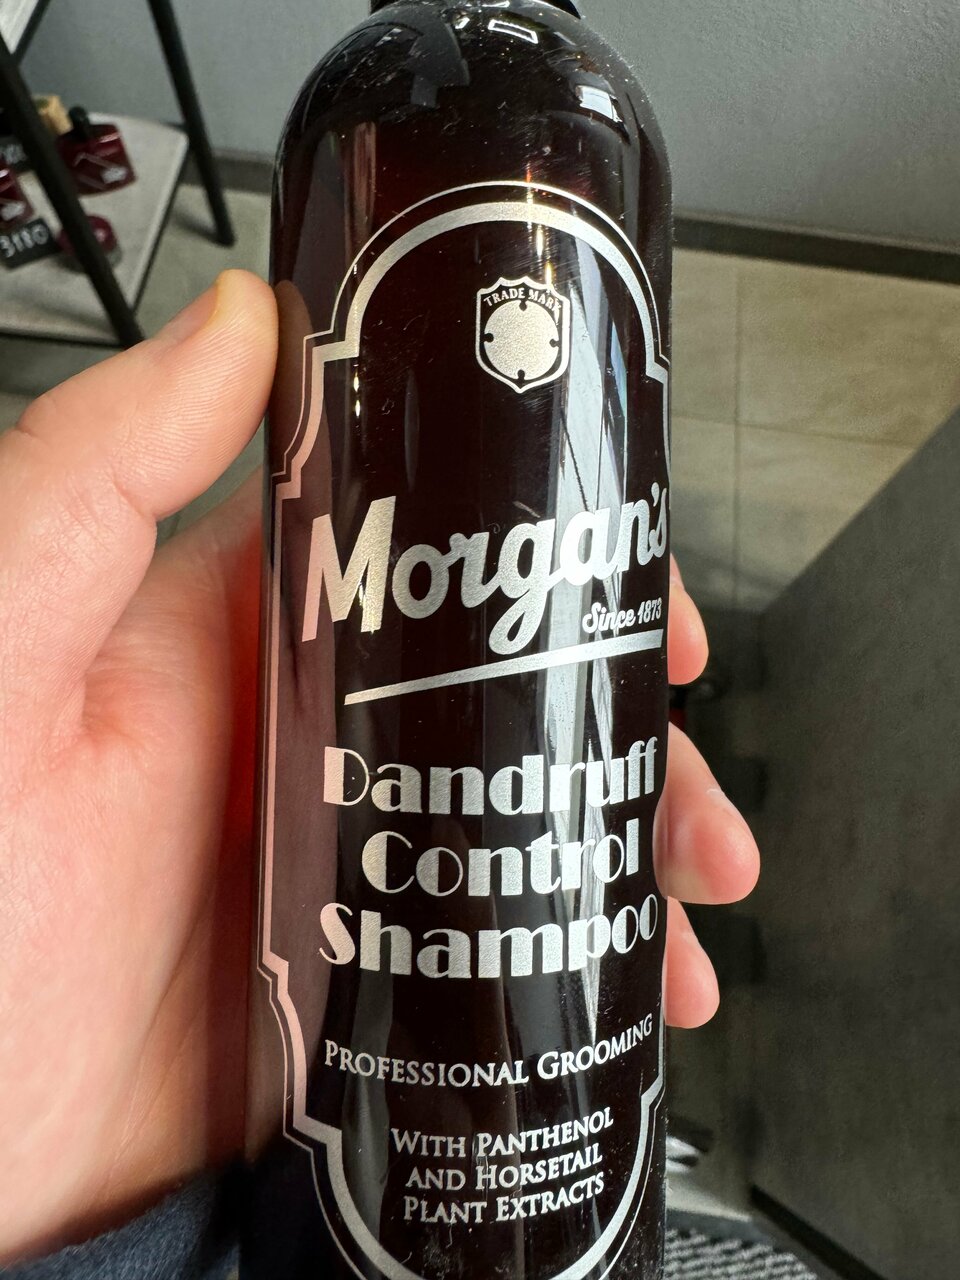 TRADE MARK
Morgan's
Since 1873
Dandruff
Control
Shampoo
PROFESSIONAL GROOMING
WITH PANTHENOL
AND HORSETAIL
PLANT EXTRACTS